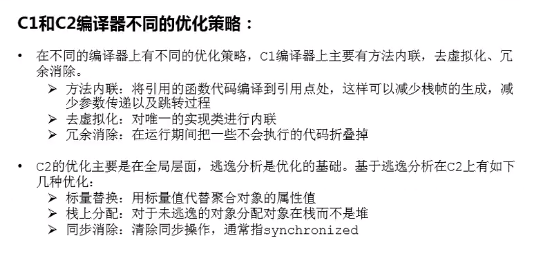 C1和C2编译器不同的优化策略：
• 在不同的编译器上有不同的优化策略，C1编译器上主要有方法内联，去虚拟化、冗
余消除。
➤ 方法内联：将引用的函数代码编译到引用点处，这样可以减少栈帧的生成，减
少参数传递以及跳转过程
➤ 去虚拟化：对唯一的实现类进行内联
➤ 冗余消除：在运行期间把一些不会执行的代码折叠掉
• C2的优化主要是在全局层面，逃逸分析是优化的基础。基于逃逸分析在C2上有如下
几种优化：
➤ 标量替换：用标量值代替聚合对象的属性值
➤ 栈上分配：对于未逃逸的对象分配对象在栈而不是堆
➤ 同步消除：清除同步操作，通常指synchronized